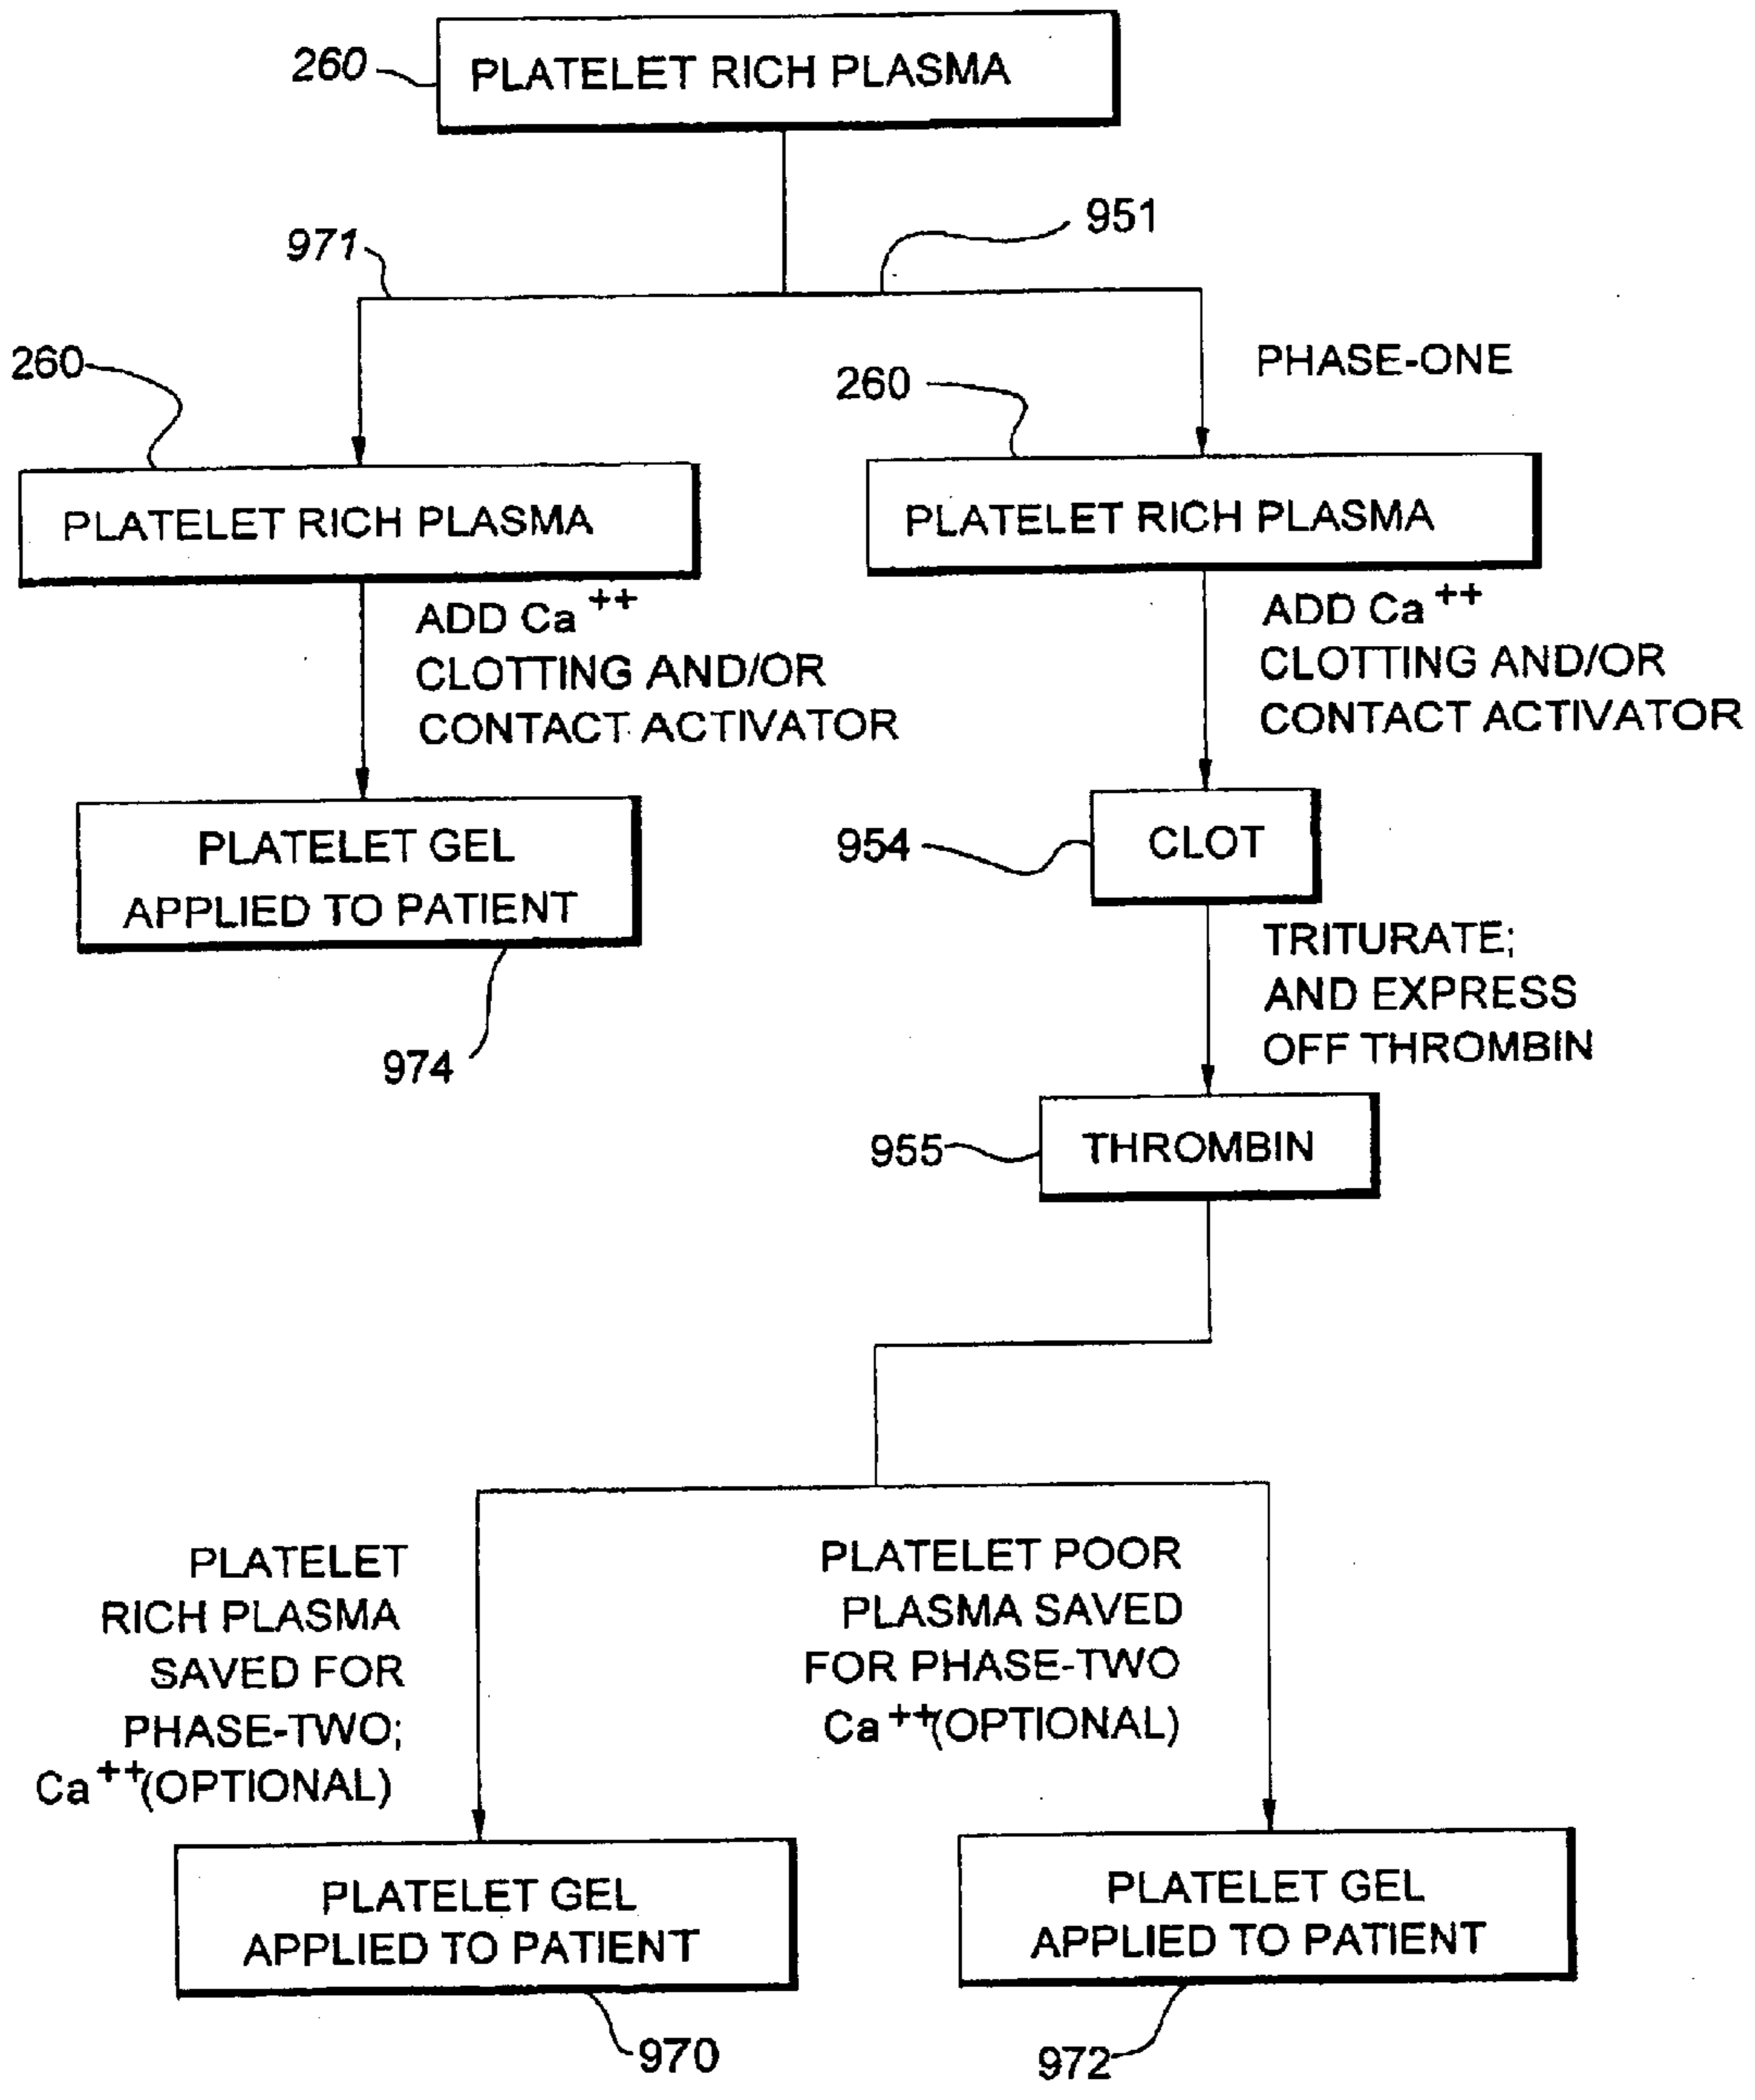 260
PLATELET RICH PLASMA
951
971
PHASE-ONE
260
260
PLATELET RICH PLASMA
PLATELET RICH PLASMA
ADD Ca++
CLOTTING AND/OR
CONTACT ACTIVATOR
ADD Ca++
CLOTTING AND/OR
CONTACT ACTIVATOR
PLATELET GEL
APPLIED TO PATIENT
974
954
CLOT
TRITURATE;
AND EXPRESS
OFF THROMBIN
955
THROMBIN
PLATELET
RICH PLASMA
SAVED FOR
PHASE-TWO;
Ca++(OPTIONAL)
PLATELET POOR
PLASMA SAVED
FOR PHASE-TWO
Ca++(OPTIONAL)
PLATELET GEL
APPLIED TO PATIENT
970
PLATELET GEL
APPLIED TO PATIENT
972